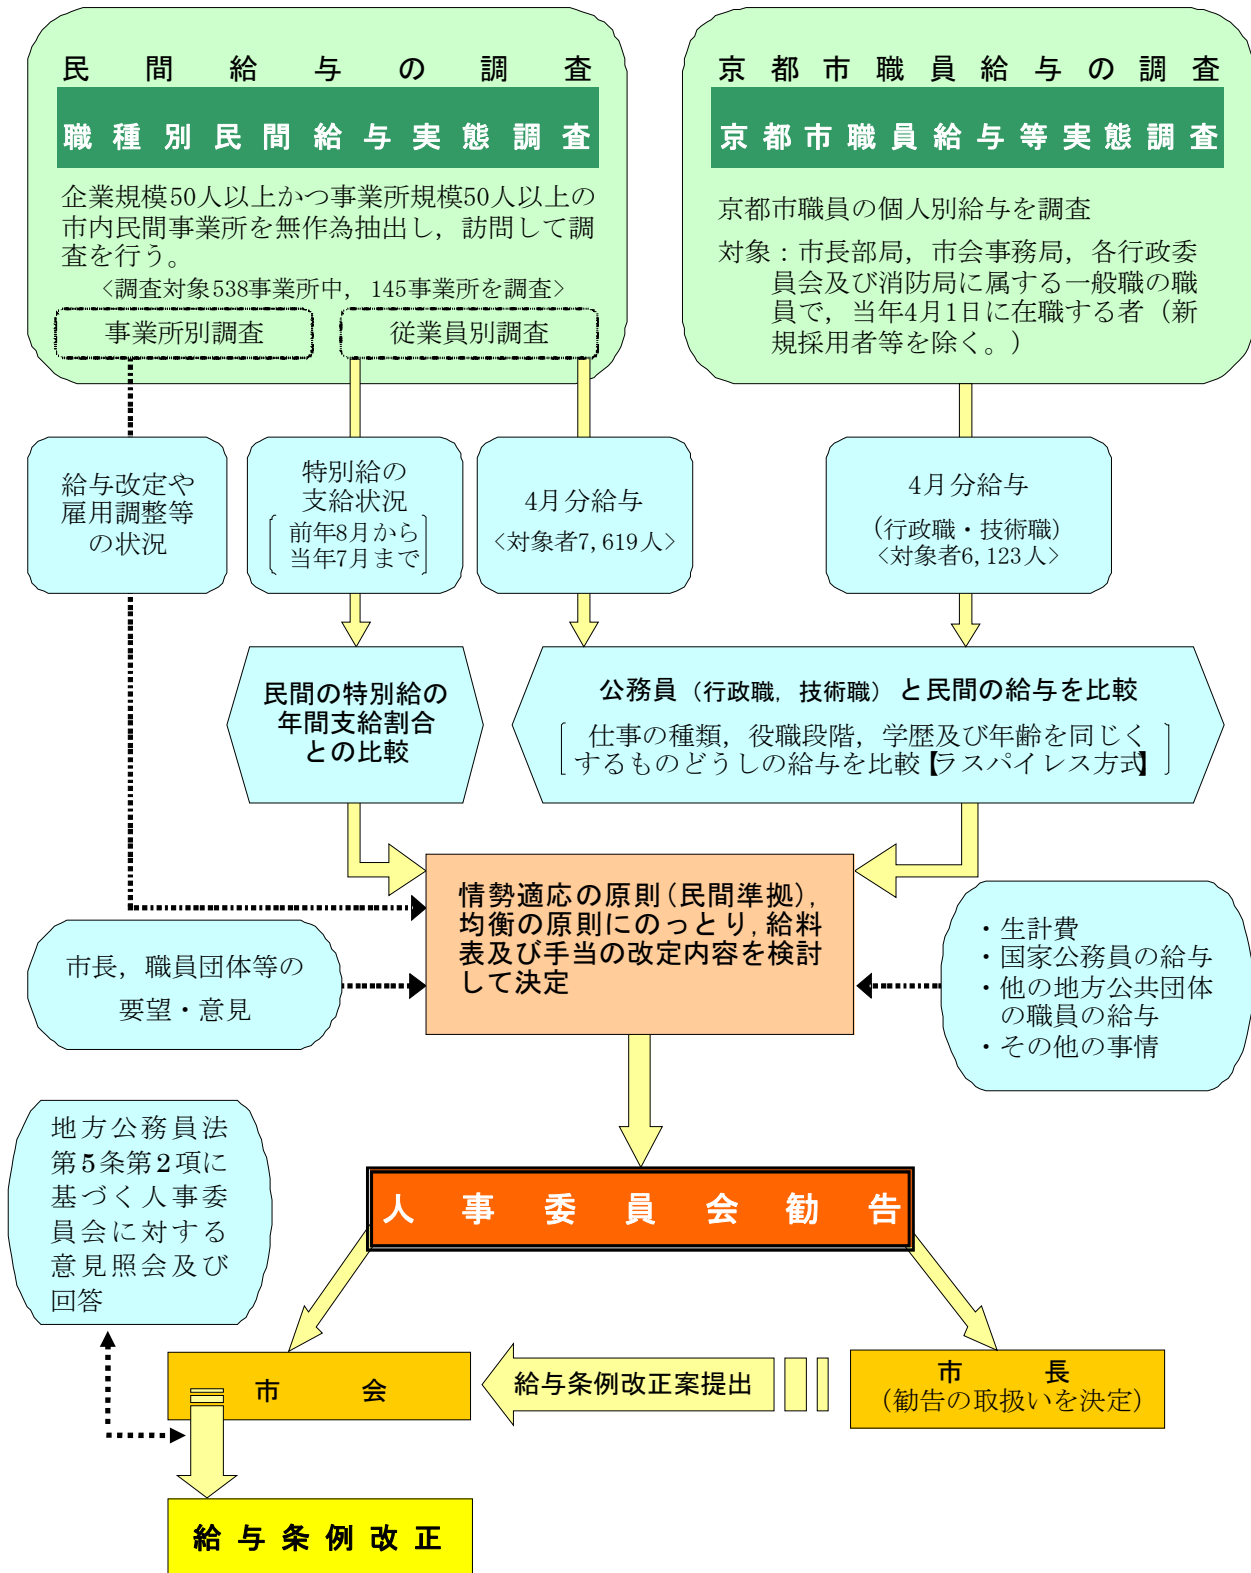 民間給与の調査
職種別民間給与実態調査
企業規模50人以上かつ事業所規模50人以上の
市内民間事業所を無作為抽出し，訪問して調
査を行う。
<調査対象538事業所中，145事業所を調査>
事業所別調査
従業員別調査
京都市職員給与の調査
京都市職員給与等実態調査
京都市職員の個人別給与を調査
対象：市長部局，市会事務局，各行政委
員会及び消防局に属する一般職の職
員で，当年4月1日に在職する者（新
規採用者等を除く。）
給与改定や
雇用調整等
の状況
特別給の
支給状況
前年8月から
当年7月まで
4月分給与
<対象者7,619人>
4月分給与
(行政職・技術職)
<対象者6,123人>
民間の特別給の
年間支給割合
との比較
公務員（行政職，技術職）と民間の給与を比較
仕事の種類，役職段階，学歴及び年齢を同じく
するものどうしの給与を比較【ラスパイレス方式】
情勢適応の原則(民間準拠)，
均衡の原則にのっとり，給料
表及び手当の改定内容を検討
して決定
市長，職員団体等の
要望・意見
・生計費
・国家公務員の給与
・他の地方公共団体
の職員の給与
・その他の事情
地方公務員法
第5条第2項に
基づく人事委
員会に対する
意見照会及び
回答
人事委員会勧告
市会
給与条例改正案提出
市長
(勧告の取扱いを決定)
給与条例改正